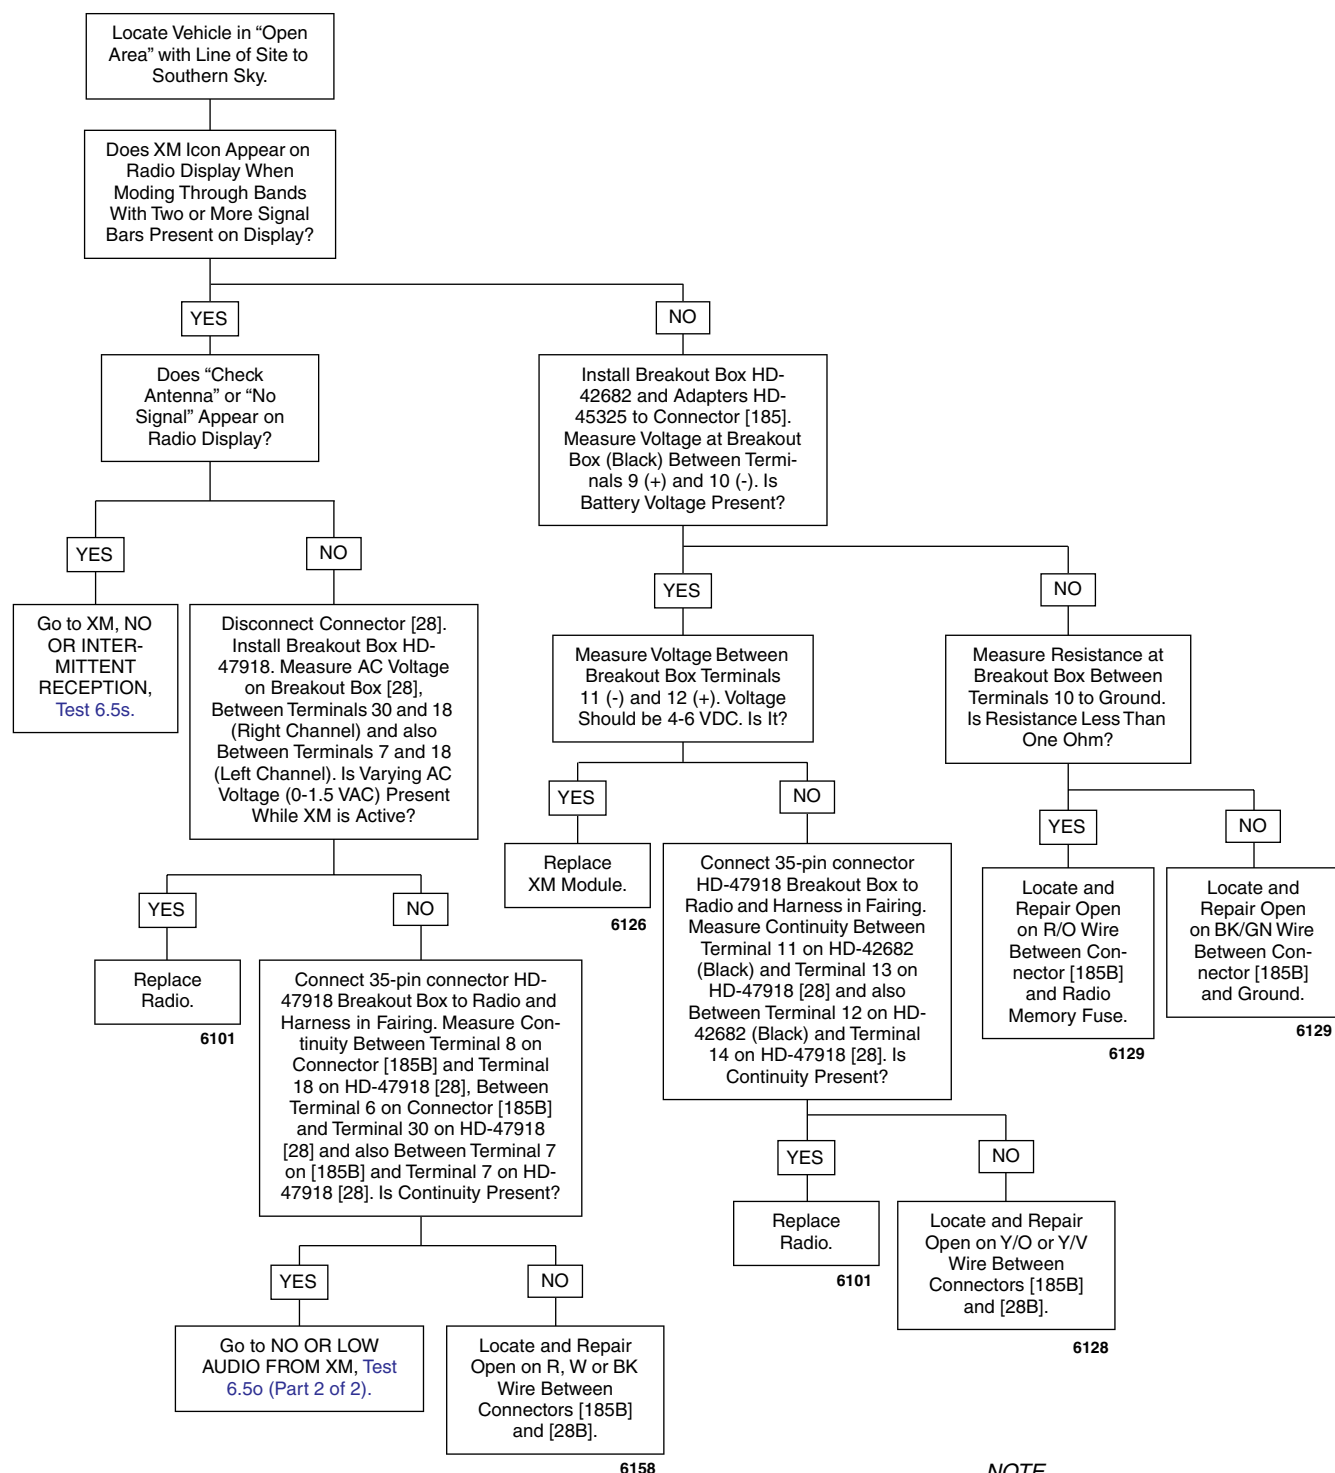 Locate Vehicle in “Open
Area” with Line of Site to
Southern Sky.
Does XM Icon Appear on
Radio Display When
Moding Through Bands
With Two or More Signal
Bars Present on Display?
YES
NO
Does “Check
Antenna” or “No
Signal” Appear on
Radio Display?
Install Breakout Box HD-
42682 and Adapters HD-
45325 to Connector [185].
Measure Voltage at Breakout
Box (Black) Between Termi-
nals 9 (+) and 10 (-). Is
Battery Voltage Present?
YES
NO
YES
NO
Go to XM, NO
OR INTER-
MITTENT
RECEPTION,
Test 6.5s.
Disconnect Connector [28].
Install Breakout Box HD-
47918. Measure AC Voltage
on Breakout Box [28],
Between Terminals 30 and 18
(Right Channel) and also
Between Terminals 7 and 18
(Left Channel). Is Varying AC
Voltage (0-1.5 VAC) Present
While XM is Active?
Measure Voltage Between
Breakout Box Terminals
11 (-) and 12 (+). Voltage
Should be 4-6 VDC. Is It?
Measure Resistance at
Breakout Box Between
Terminals 10 to Ground.
Is Resistance Less Than
One Ohm?
YES
NO
YES
NO
Replace
XM Module.
6126
Connect 35-pin connector
HD-47918 Breakout Box to
Radio and Harness in Fairing.
Measure Continuity Between
Terminal 11 on HD-42682
(Black) and Terminal 13 on
HD-47918 [28] and also
Between Terminal 12 on HD-
42682 (Black) and Terminal
14 on HD-47918 [28]. Is
Continuity Present?
Locate and
Repair Open
on R/O Wire
Between Con-
nector [185B]
and Radio
Memory Fuse.
6129
Locate and
Repair Open
on BK/GN Wire
Between Con-
nector [185B]
and Ground.
6129
YES
NO
Replace
Radio.
6101
Connect 35-pin connector HD-
47918 Breakout Box to Radio and
Harness in Fairing. Measure Con-
tinuity Between Terminal 8 on
Connector [185B] and Terminal
18 on HD-47918 [28], Between
Terminal 6 on Connector [185B]
and Terminal 30 on HD-47918
[28] and also Between Terminal 7
on [185B] and Terminal 7 on HD-
47918 [28]. Is Continuity Present?
YES
NO
Replace
Radio.
6101
Locate and Repair
Open on Y/O or Y/V
Wire Between
Connectors [185B]
and [28B].
6128
YES
NO
Go to NO OR LOW
AUDIO FROM XM, Test
6.5o (Part 2 of 2).
Locate and Repair
Open on R, W or BK
Wire Between
Connectors [185B]
and [28B].
6158
NOTE